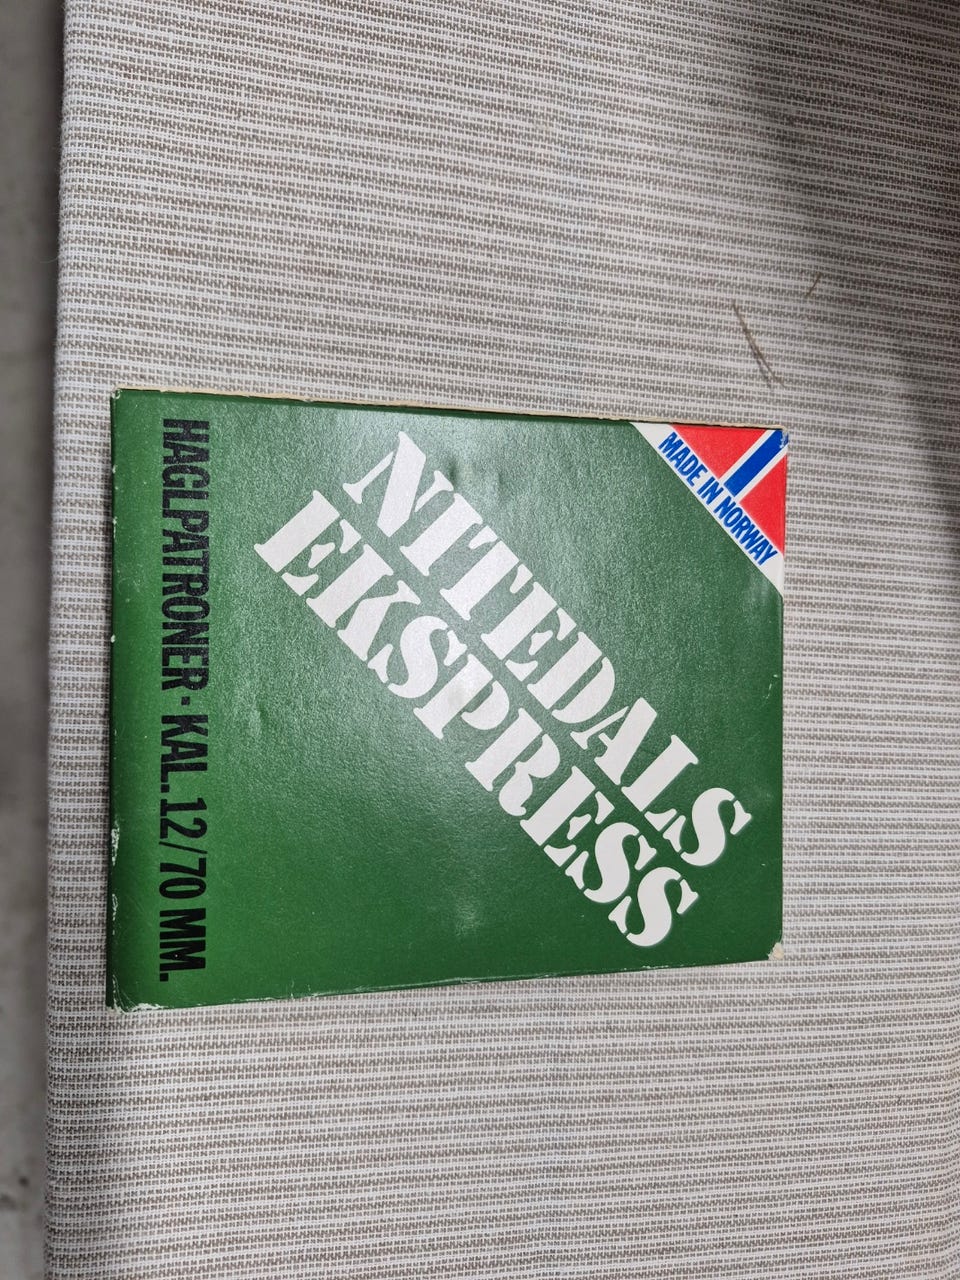 MADE IN NORWAY
NITEDALS
EKSPRESS
HAGLPATRONER - KAL. 12/70 MM.